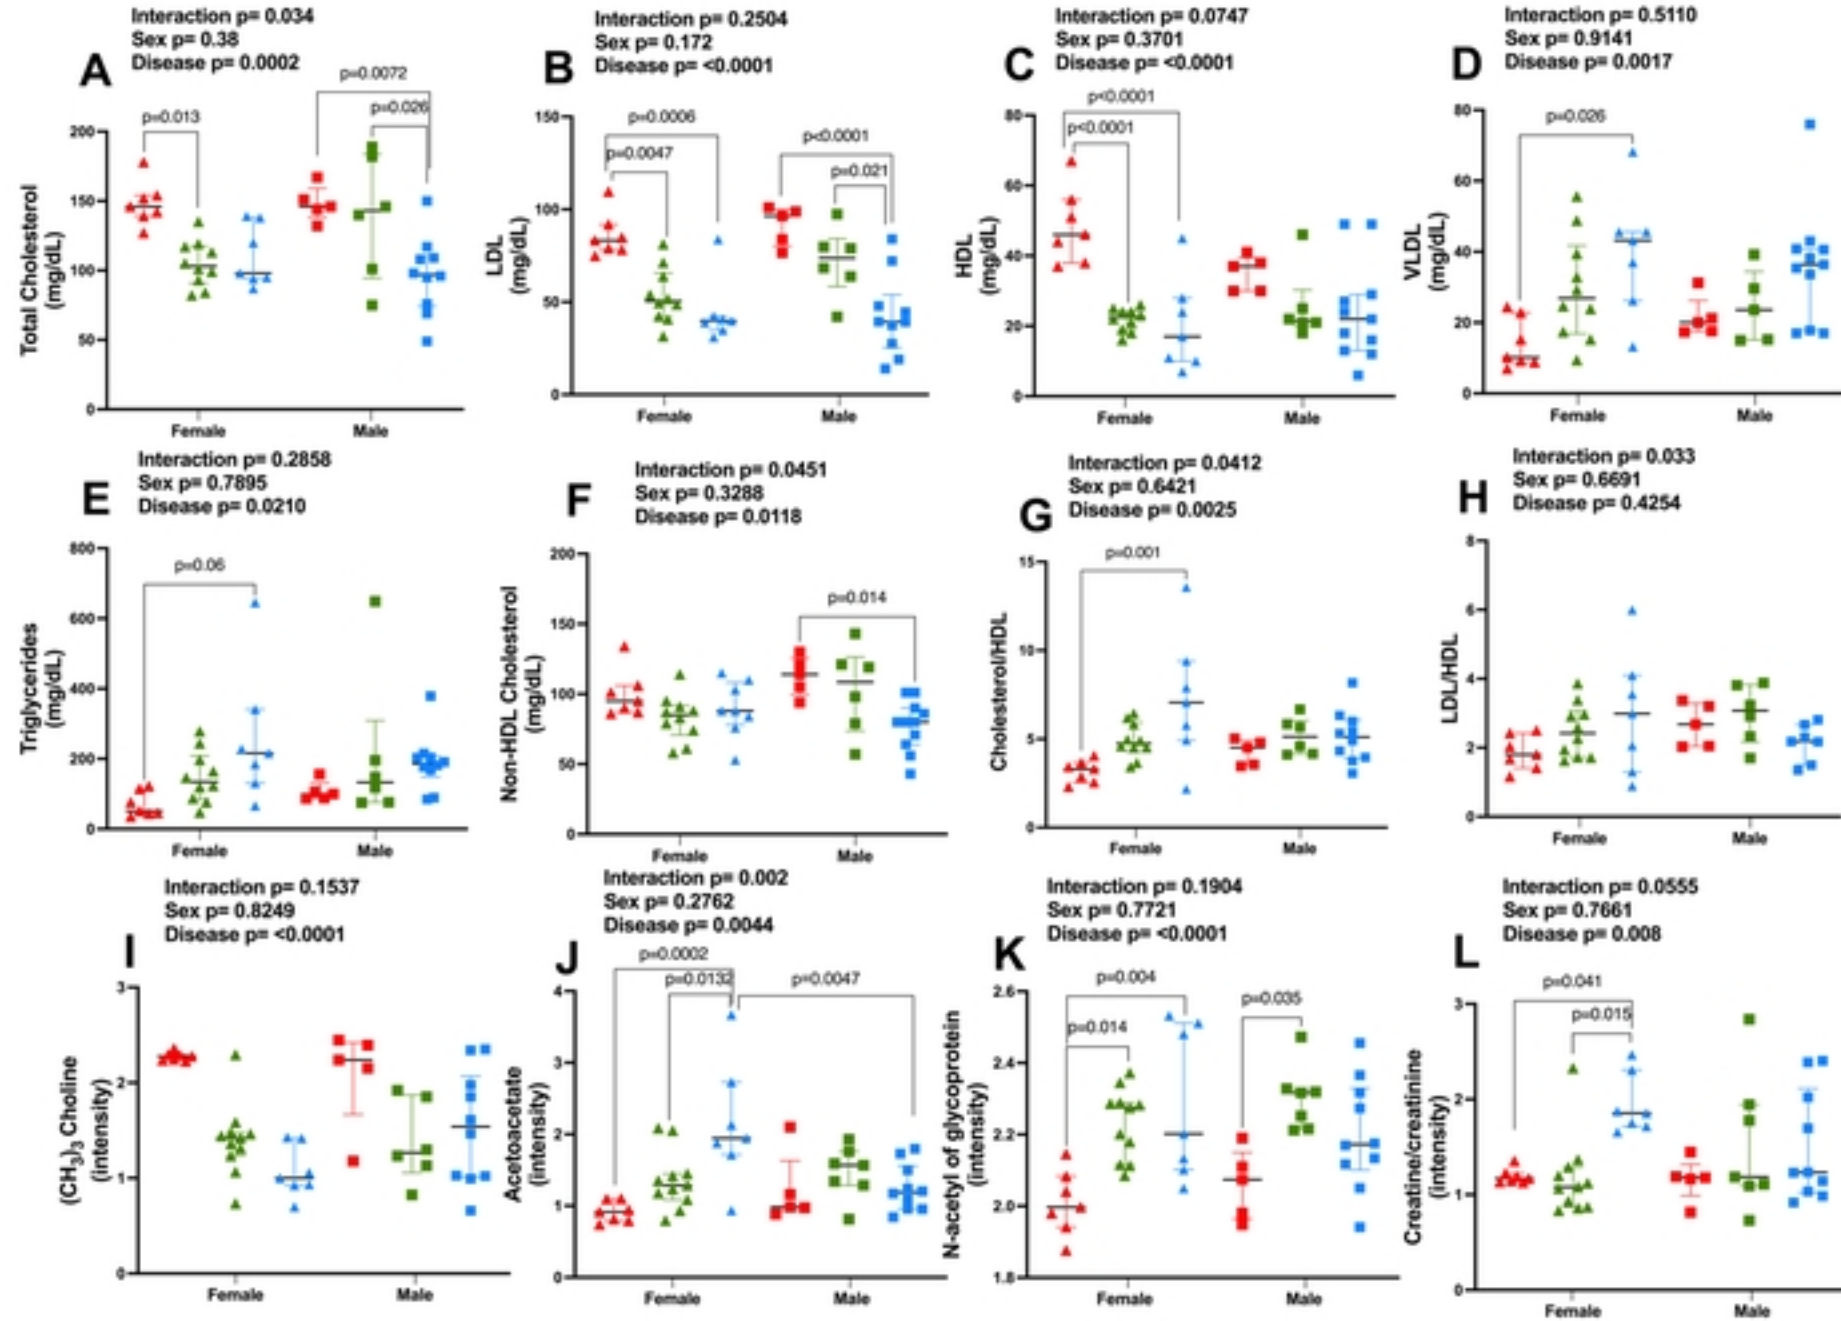 Interaction p= 0.034
Sex p= 0.38
Disease p= 0.0002
A
p=0.0072
p=0.026
p=0.013
200
150
100
50
0
Total Cholesterol
(mg/dL)
Female
Male
Interaction p= 0.2504
Sex p= 0.172
Disease p= <0.0001
B
p=0.0006
p<0.0001
p=0.0047
p=0.021
150
100
50
0
LDL
(mg/dL)
Female
Male
Interaction p= 0.0747
Sex p= 0.3701
Disease p= <0.0001
C
p<0.0001
p<0.0001
80
60
40
20
0
HDL
(mg/dL)
Female
Male
Interaction p= 0.5110
Sex p= 0.9141
Disease p= 0.0017
D
p=0.026
80
60
40
20
0
VLDL
(mg/dL)
Female
Male
Interaction p= 0.2858
Sex p= 0.7895
Disease p= 0.0210
E
p=0.06
800
600
400
200
0
Triglycerides
(mg/dL)
Female
Male
Interaction p= 0.0451
Sex p= 0.3288
Disease p= 0.0118
F
p=0.014
200
150
100
50
0
Non-HDL Cholesterol
(mg/dL)
Female
Male
Interaction p= 0.0412
Sex p= 0.6421
Disease p= 0.0025
G
p=0.001
15
10
5
0
Cholesterol/HDL
Female
Male
Interaction p= 0.033
Sex p= 0.6691
Disease p= 0.4254
H
8
6
4
2
0
LDL/HDL
Female
Male
Interaction p= 0.1537
Sex p= 0.8249
Disease p= <0.0001
I
3
2
1
0
(CH3)3 Choline
(intensity)
Female
Male
Interaction p= 0.002
Sex p= 0.2762
Disease p= 0.0044
J
p=0.0002
p=0.0132
p=0.0047
4
3
2
1
0
Acetoacetate
(intensity)
Female
Male
Interaction p= 0.1904
Sex p= 0.7721
Disease p= <0.0001
K
p=0.004
p=0.035
p=0.014
2.6
2.4
2.2
2.0
1.8
N-acetyl of glycoprotein
(intensity)
Female
Male
Interaction p= 0.0555
Sex p= 0.7661
Disease p= 0.008
L
p=0.041
p=0.015
3
2
1
0
Creatine/creatinine
(intensity)
Female
Male